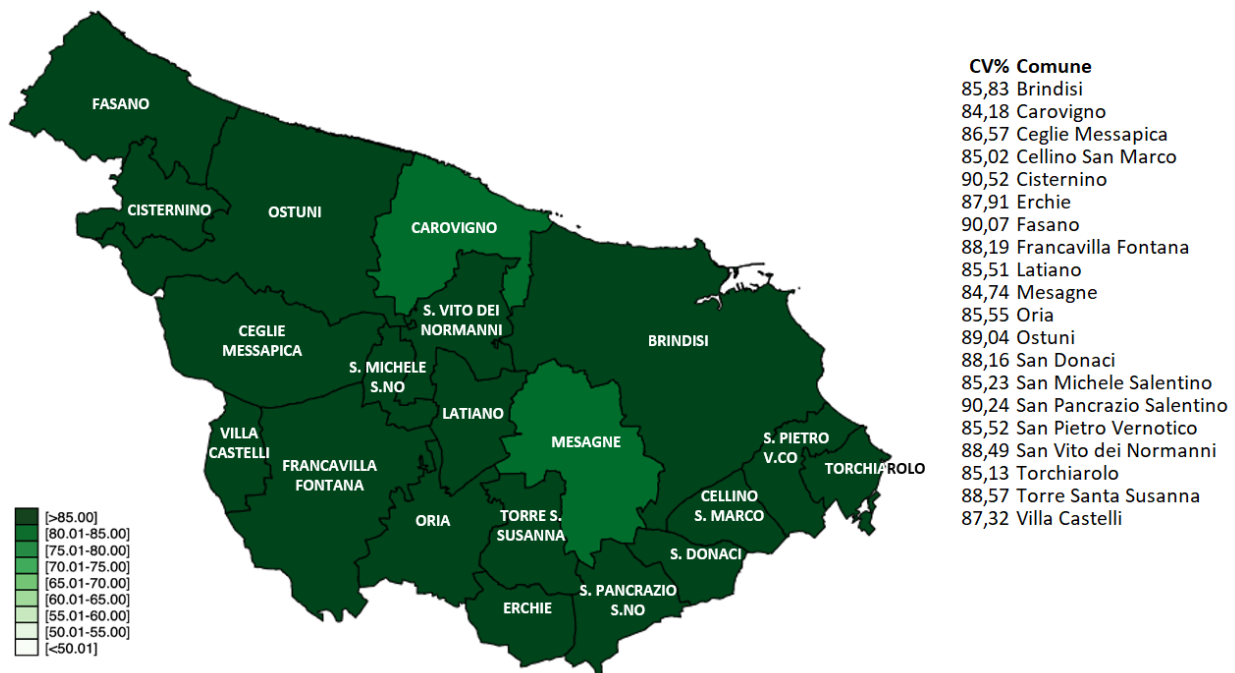 FASANO
CISTERNINO
OSTUNI
CAROVIGNO
S. VITO DEI
NORMANNI
CEGLIE
MESSAPICA
S. MICHELE
S.NO
BRINDISI
LATIANO
MESAGNE
VILLA
CASTELLI
FRANCAVILLA
FONTANA
S. PIETRO
V.CO
TORCHIAROLO
CELLINO
S. MARCO
ORIA
TORRE S.
SUSANNA
S. DONACI
S. PANCRAZIO
S.NO
ERCHIE
[>85.00]
[80.01-85.00]
[75.01-80.00]
[70.01-75.00]
[65.01-70.00]
[60.01-65.00]
[55.01-60.00]
[50.01-55.00]
[<50.01]
CV% Comune
85,83 Brindisi
84,18 Carovigno
86,57 Ceglie Messapica
85,02 Cellino San Marco
90,52 Cisternino
87,91 Erchie
90,07 Fasano
88,19 Francavilla Fontana
85,51 Latiano
84,74 Mesagne
85,55 Oria
89,04 Ostuni
88,16 San Donaci
85,23 San Michele Salentino
90,24 San Pancrazio Salentino
85,52 San Pietro Vernotico
88,49 San Vito dei Normanni
85,13 Torchiarolo
88,57 Torre Santa Susanna
87,32 Villa Castelli